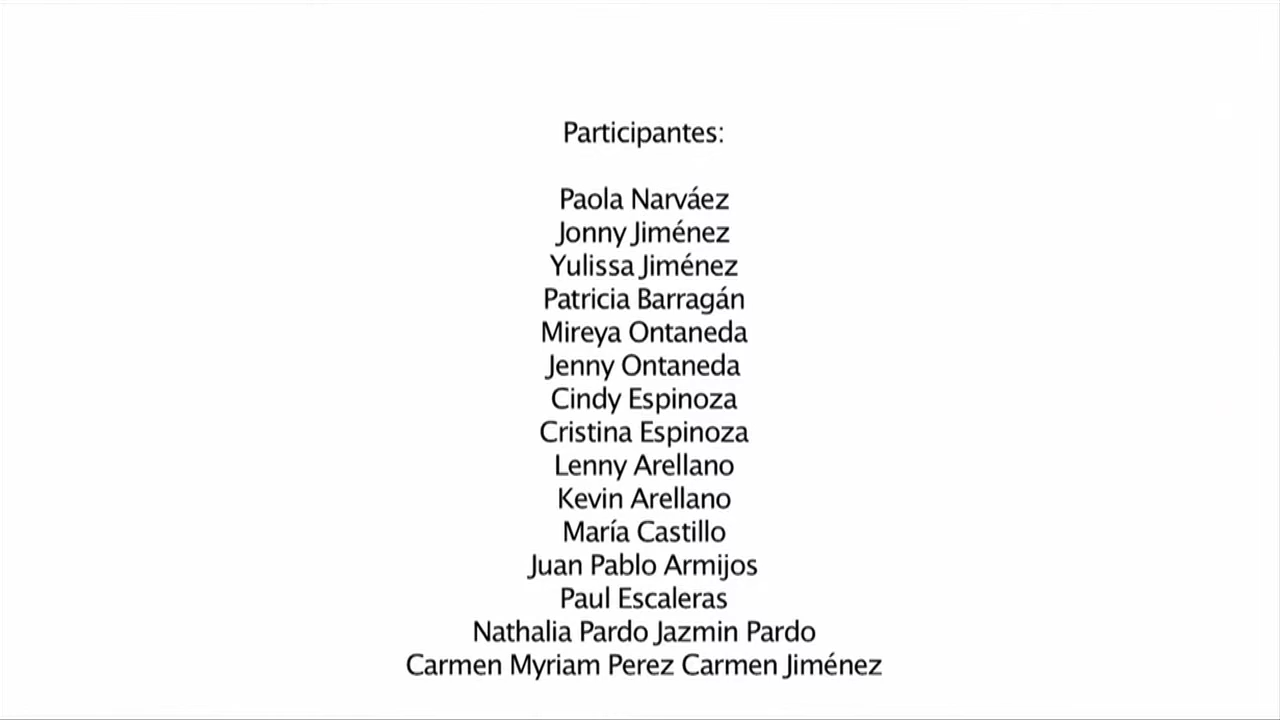 Participantes:
Paola Narváez
Jonny Jiménez
Yulissa Jiménez
Patricia Barragán
Mireya Ontaneda
Jenny Ontaneda
Cindy Espinoza
Cristina Espinoza
Lenny Arellano
Kevin Arellano
María Castillo
Juan Pablo Armijos
Paul Escaleras
Nathalia Pardo Jazmin Pardo
Carmen Myriam Perez Carmen Jiménez